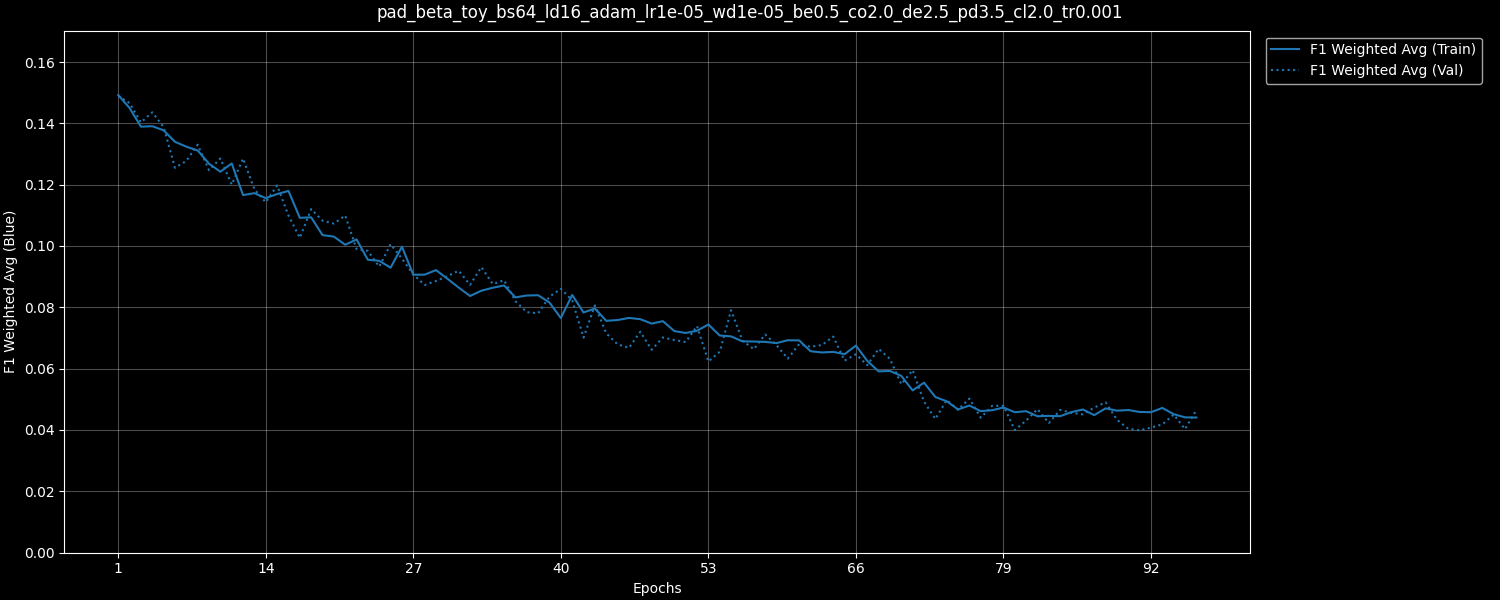 pad_beta_toy_bs64_ld16_adam_lr1e-05_wd1e-05_be0.5_co2.0_de2.5_pd3.5_cl2.0_tr0.001
F1 Weighted Avg (Train)
F1 Weighted Avg (Val)
F1 Weighted Avg (Blue)
0.16
0.14
0.12
0.10
0.08
0.06
0.04
0.02
0.00
1 14 27 40 53 66 79 92
Epochs